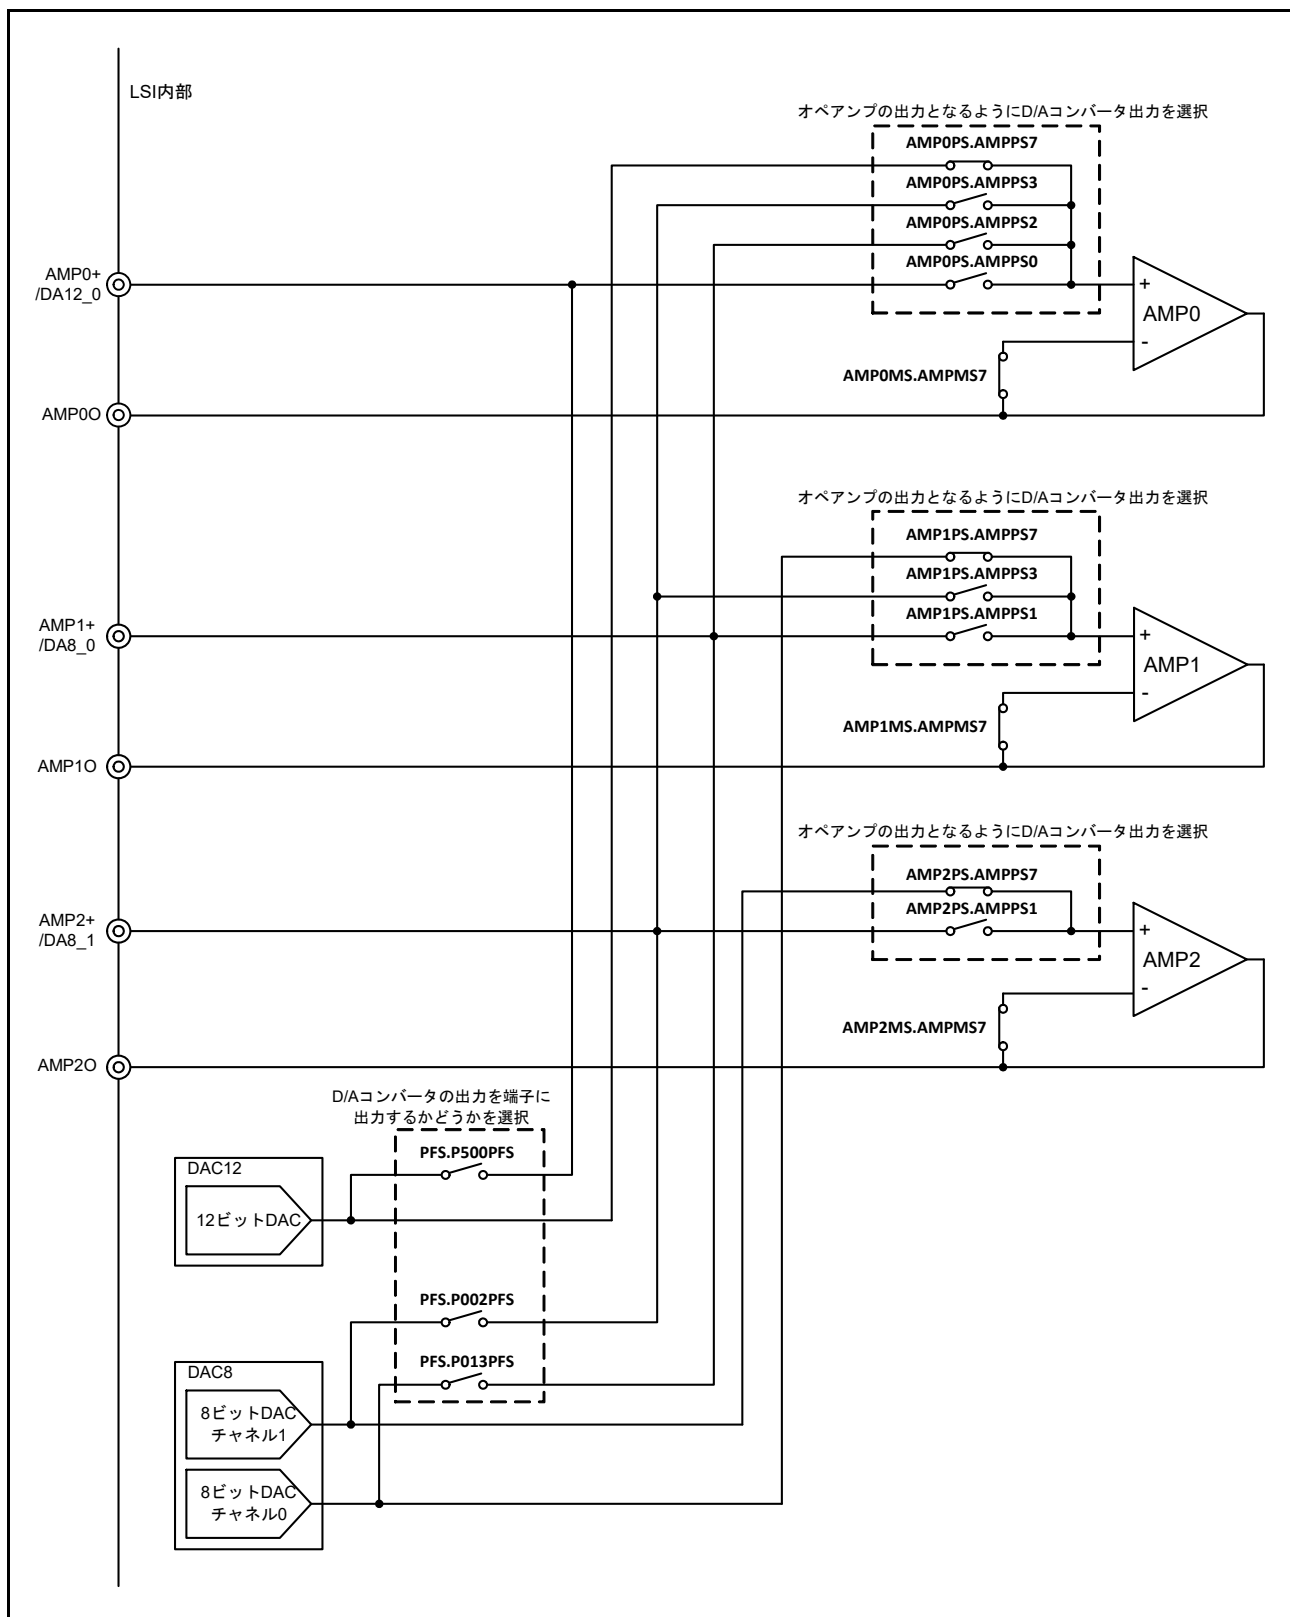 LSI内部
オペアンプの出力となるようにD/Aコンバータ出力を選択
AMP0PS.AMPPS7
AMP0PS.AMPPS3
AMP0PS.AMPPS2
AMP0PS.AMPPS0
AMP0+
/DA12_0
+
AMP0
-
AMP0MS.AMPMS7
AMP0O
オペアンプの出力となるようにD/Aコンバータ出力を選択
AMP1PS.AMPPS7
AMP1PS.AMPPS3
AMP1PS.AMPPS1
AMP1+
/DA8_0
+
AMP1
-
AMP1MS.AMPMS7
AMP1O
オペアンプの出力となるようにD/Aコンバータ出力を選択
AMP2PS.AMPPS7
AMP2PS.AMPPS1
AMP2+
/DA8_1
+
AMP2
-
AMP2MS.AMPMS7
AMP2O
D/Aコンバータの出力を端子に
出力するかどうかを選択
PFS.P500PFS
DAC12
12ビットDAC
PFS.P002PFS
PFS.P013PFS
DAC8
8ビットDAC
チャネル1
8ビットDAC
チャネル0